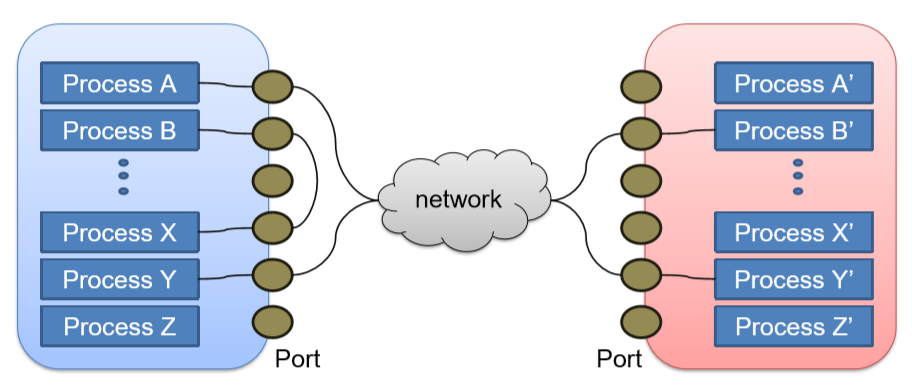 Process A
Process B
Process X
Process Y
Process Z
Port
network
Process A’
Process B’
Process X’
Process Y’
Process Z’
Port